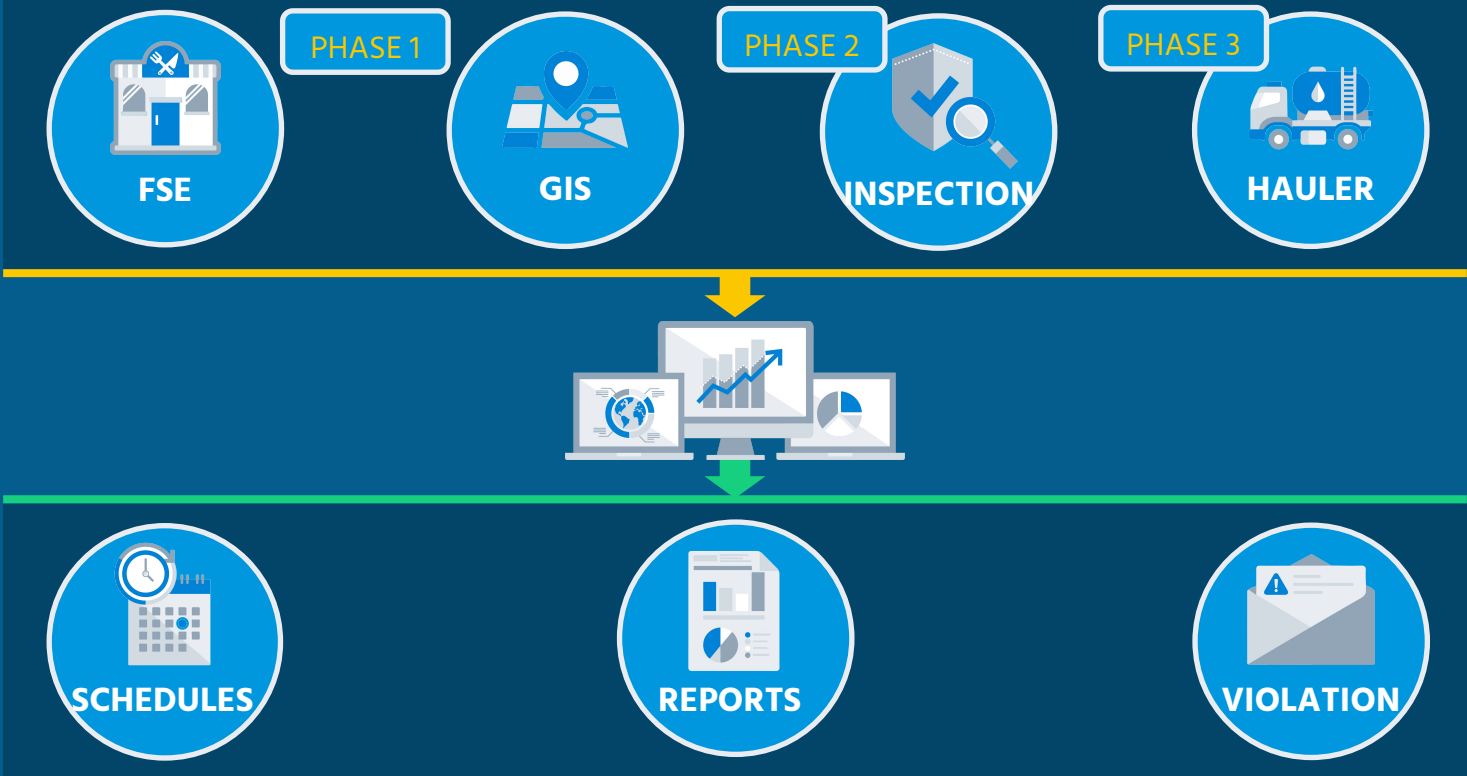 PHASE 1
PHASE 2
PHASE 3
FSE
GIS
INSPECTION
HAULER
SCHEDULES
REPORTS
VIOLATION